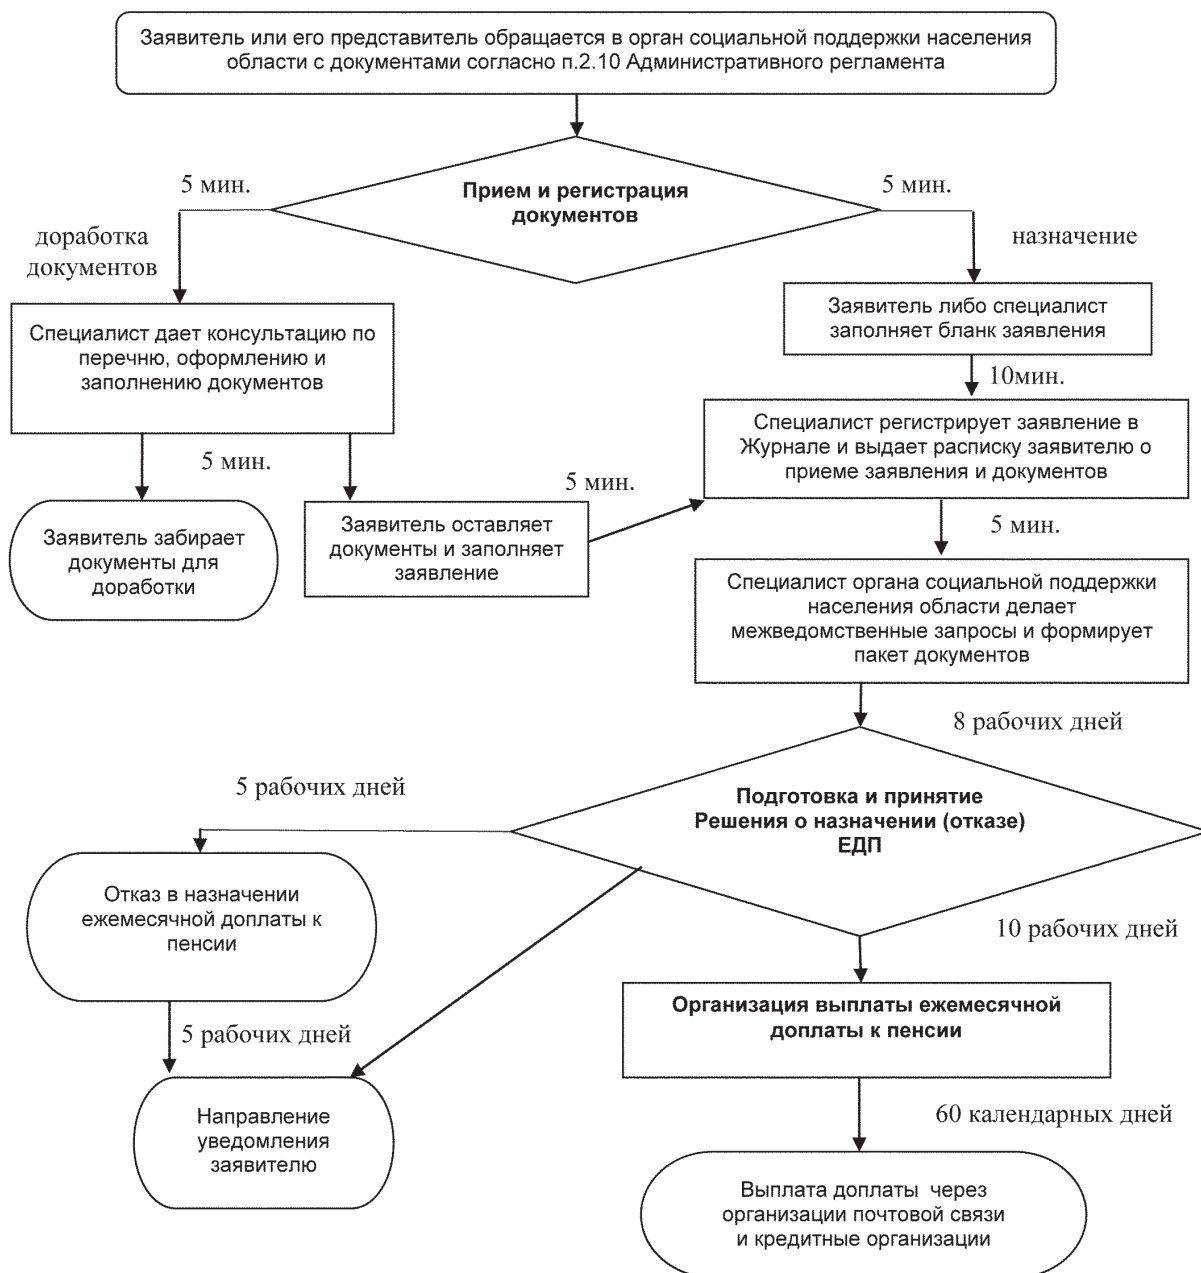 Заявитель или его представитель обращается в орган социальной поддержки населения
области с документами согласно п.2.10 Административного регламента
5 мин.
Прием и регистрация
документов
5 мин.
доработка
документов
назначение
Специалист дает консультацию по
перечню, оформлению и
заполнению документов
Заявитель либо специалист
заполняет бланк заявления
10мин.
Специалист регистрирует заявление в
Журнале и выдает расписку заявителю о
приеме заявления и документов
5 мин.
5 мин.
Заявитель забирает
документы для
доработки
Заявитель оставляет
документы и заполняет
заявление
5 мин.
Специалист органа социальной поддержки
населения области делает
межведомственные запросы и формирует
пакет документов
8 рабочих дней
5 рабочих дней
Подготовка и принятие
Решения о назначении (отказе)
ЕДП
Отказ в назначении
ежемесячной доплаты к
пенсии
10 рабочих дней
Организация выплаты ежемесячной
доплаты к пенсии
5 рабочих дней
Направление
уведомления
заявителю
60 календарных дней
Выплата доплаты через
организации почтовой связи
и кредитные организации